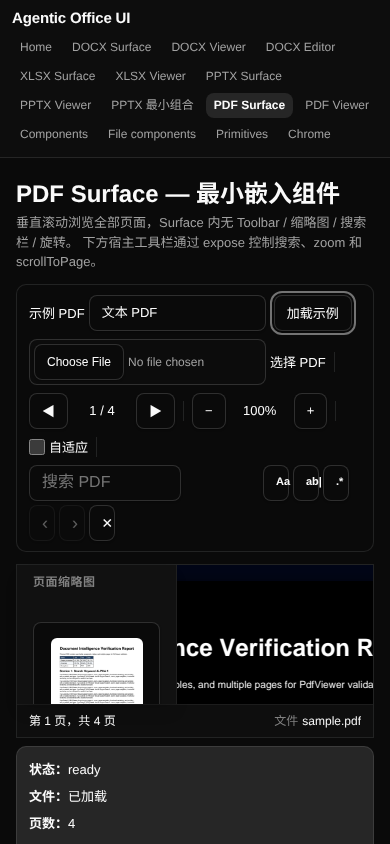 Agentic Office UI
Home DOCX Surface DOCX Viewer DOCX Editor
XLSX Surface XLSX Viewer PPTX Surface
PPTX Viewer PPTX 最小组合 PDF Surface PDF Viewer
Components File components Primitives Chrome
PDF Surface — 最小嵌入组件
垂直滚动浏览全部页面，Surface 内无 Toolbar / 缩略图 / 搜索
栏 / 旋转。 下方宿主工具栏通过 expose 控制搜索、zoom 和
scrollToPage。
示例 PDF 文本 PDF 加载示例
Choose File No file chosen 选择 PDF
◀ 1 / 4 ▶ − 100% +
自适应
搜索 PDF Aa ab| .*
‹ › ✕
页面缩略图
Document Intelligence Verification Report
nce Verification R
oles, and multiple pages for PdfViewer valida
第 1 页，共 4 页 文件 sample.pdf
状态：ready
文件：已加载
页数：4